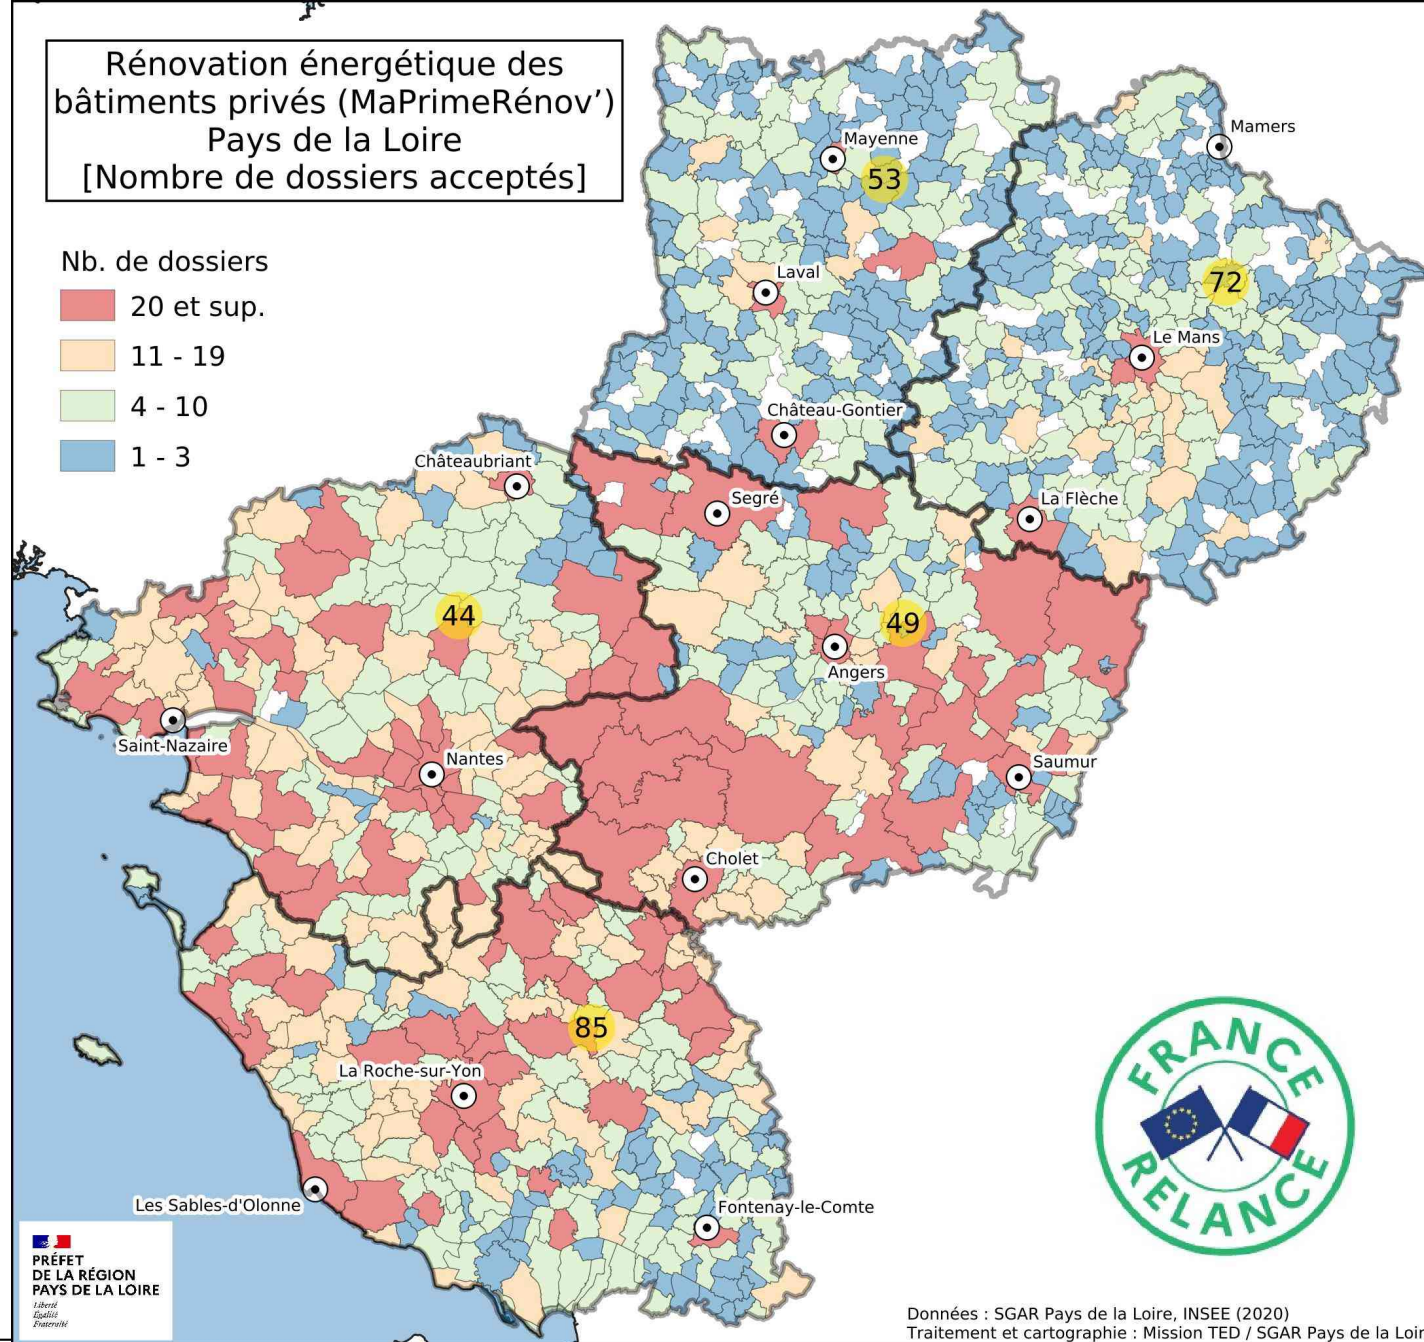 Rénovation énergétique des
bâtiments privés (MaPrimeRénov’)
Pays de la Loire
[Nombre de dossiers acceptés]
Nb. de dossiers
20 et sup.
11 - 19
4 - 10
1 - 3
Mamers
Mayenne
53
Laval
72
Le Mans
Château-Gontier
Châteaubriant
Segré
La Flèche
44
49
Angers
Saint-Nazaire
Nantes
Saumur
Cholet
85
La Roche-sur-Yon
Les Sables-d'Olonne
Fontenay-le-Comte
FRANCE
RELANCE
PRÉFET
DE LA RÉGION
PAYS DE LA LOIRE
Liberté
Égalité
Fraternité
Données : SGAR Pays de la Loire, INSEE (2020)
Traitement et cartographie : Mission TED / SGAR Pays de la Loir